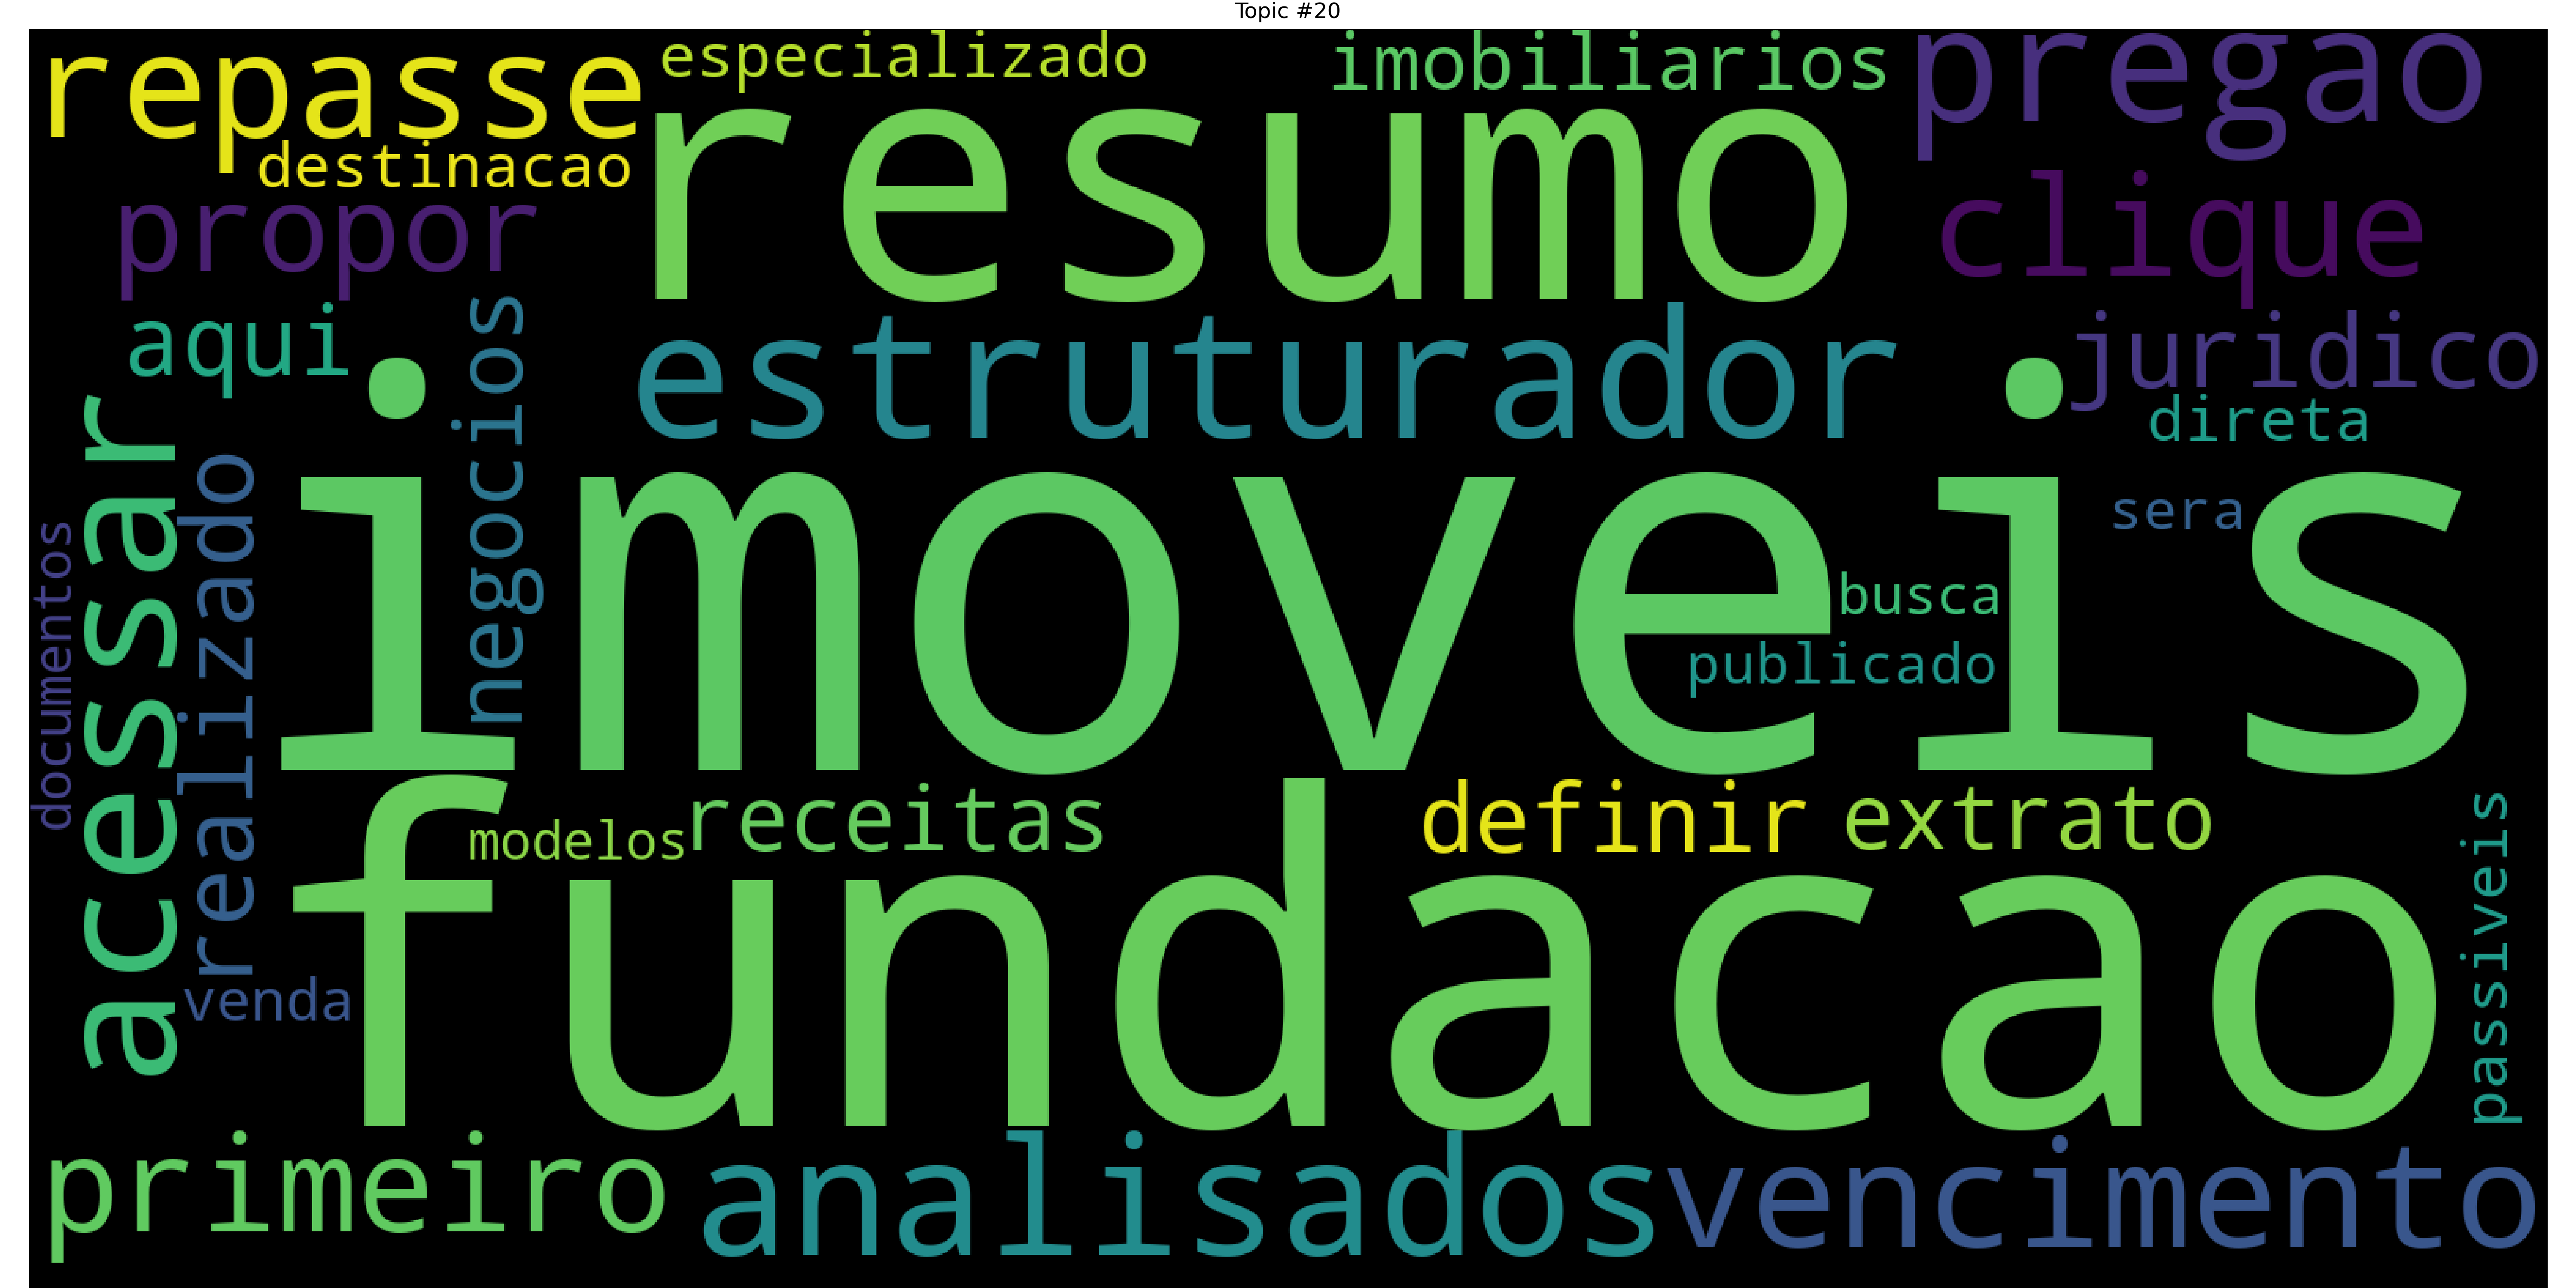 Topic #20
repasse
especializado
imobiliarios
pregao
destinacao
resumo
propor
clique
aqui
negocios
estruturador
juridico
direta
acessar
realizado
documentos
imoveis
sera
busca
publicado
modelos
receitas
definir
extrato
passiveis
venda
fundacao
primeiro
analisados
vencimento